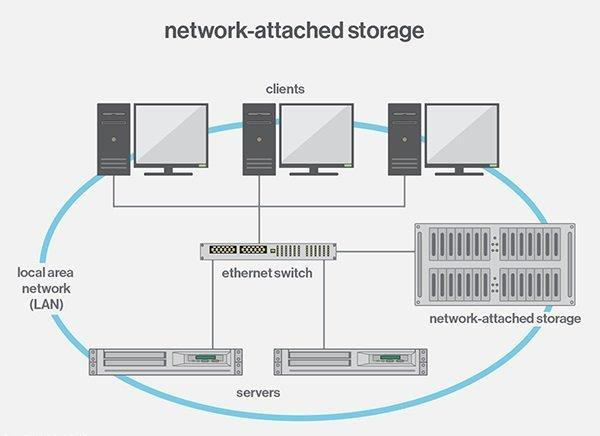 network-attached storage
clients
ethernet switch
local area
network
(LAN)
network-attached storage
servers